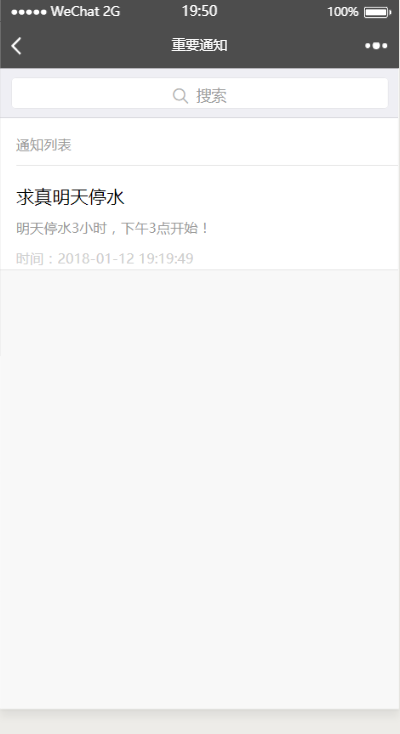 WeChat 2G 19:50 100%
重要通知
搜索
通知列表
求真明天停水
明天停水3小时，下午3点开始！
时间：2018-01-12 19:19:49